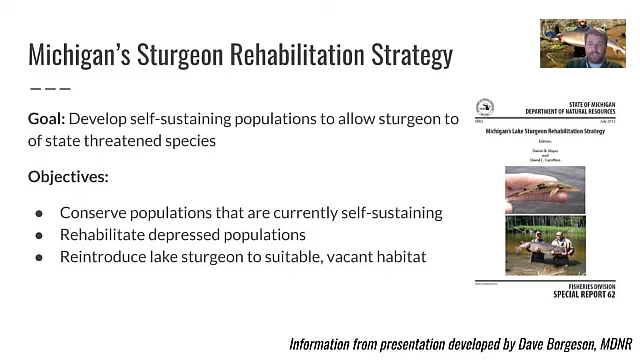 Michigan's Sturgeon Rehabilitation Strategy
Goal: Develop self-sustaining populations to allow sturgeon to
of state threatened species
Objectives:
● Conserve populations that are currently self-sustaining
● Rehabilitate depressed populations
● Reintroduce lake sturgeon to suitable, vacant habitat
STATE OF MICHIGAN
DEPARTMENT OF NATURAL RESOURCES
July 2012
Michigan's Lake Sturgeon Rehabilitation Strategy
Editors
Daniel B. Hayes
and
David C. Caroffino
FISHERIES DIVISION
SPECIAL REPORT 62
Information from presentation developed by Dave Borgeson, MDNR